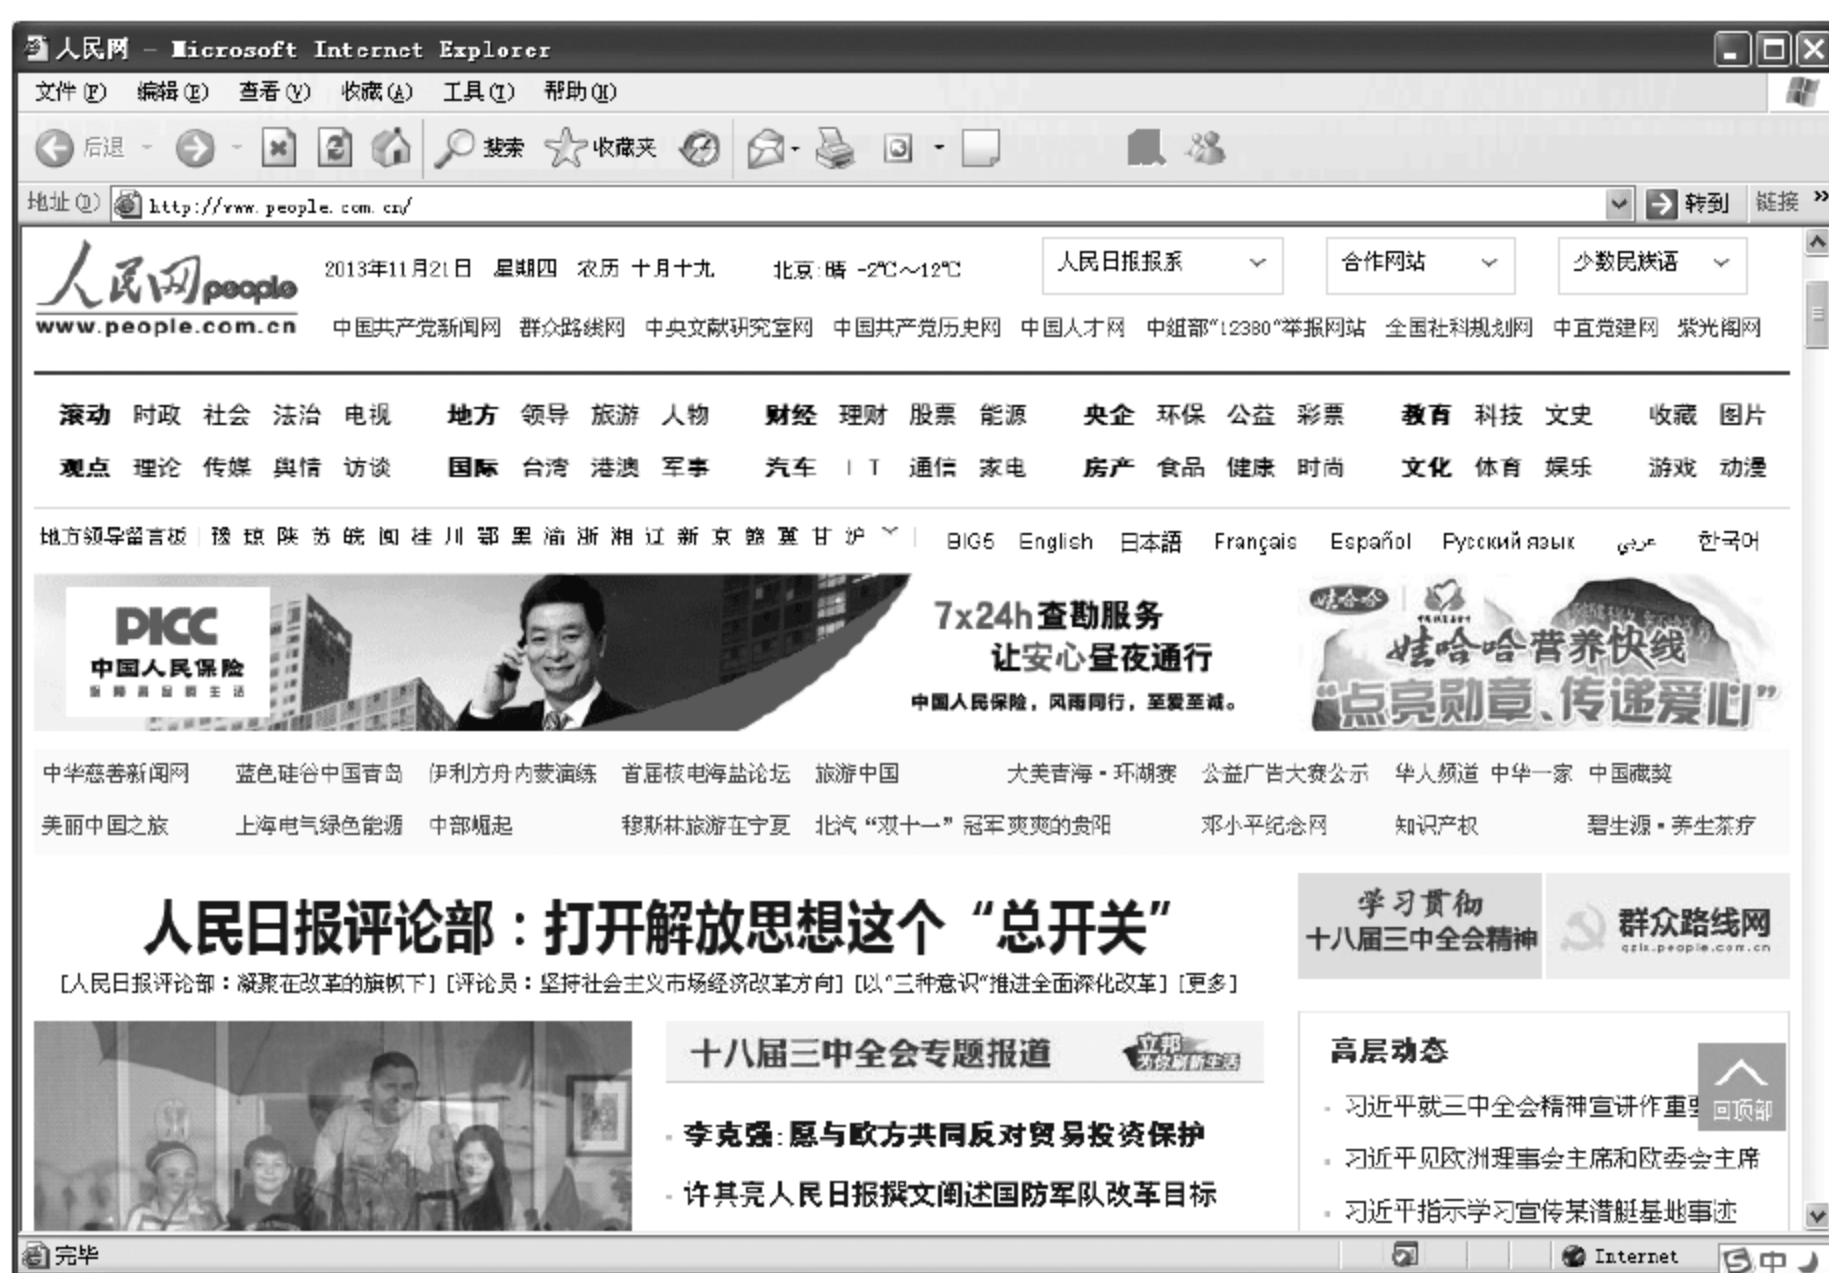 人民网 - Microsoft Internet Explorer
文件(F) 编辑(E) 查看(V) 收藏(A) 工具(T) 帮助(H)
后退 搜索 收藏夹
地址(D) http://www.people.com.cn/ 转到 链接 »
人民网 people 2013年11月21日 星期四 农历 十月十九 北京:晴 -2℃～12℃ 人民日报报系 合作网站 少数民族语
www.people.com.cn 中国共产党新闻网 群众路线网 中央文献研究室网 中国共产党历史网 中国人才网 中组部"12380"举报网站 全国社科规划网 中直党建网 紫光阁网
滚动 时政 社会 法治 电视 地方 领导 旅游 人物 财经 理财 股票 能源 央企 环保 公益 彩票 教育 科技 文史 收藏 图片
观点 理论 传媒 舆情 访谈 国际 台湾 港澳 军事 汽车 IT 通信 家电 房产 食品 健康 时尚 文化 体育 娱乐 游戏 动漫
地方领导留言板 豫 琼 陕 苏 皖 闽 桂 川 鄂 黑 渝 浙 湘 辽 新 京 赣 冀 甘 沪 BIG5 English 日本語 Français Español Русский язык عربي 한국어
PICC
中国人民保险
7x24h查勘服务
让安心昼夜通行
中国人民保险，风雨同行，至爱至诚。
娃哈哈
娃哈哈营养快线
“点亮勋章、传递爱心”
中华慈善新闻网 蓝色硅谷中国青岛 伊利方舟内蒙演练 首届核电海盐论坛 旅游中国 大美青海▪环湖赛 公益广告大赛公示 华人频道 中华一家 中国藏獒
美丽中国之旅 上海电气绿色能源 中部崛起 穆斯林旅游在宁夏 北汽“双十一”冠军 爽爽的贵阳 邓小平纪念网 知识产权 碧生源▪养生茶疗
人民日报评论部：打开解放思想这个“总开关”
[人民日报评论部：凝聚在改革的旗帜下] [评论员：坚持社会主义市场经济改革方向] [以"三种意识"推进全面深化改革] [更多]
学习贯彻
十八届三中全会精神
群众路线网
qzlx.people.com.cn
十八届三中全会专题报道
立邦
为你刷新生活
李克强:愿与欧方共同反对贸易投资保护
许其亮人民日报撰文阐述国防军队改革目标
高层动态
习近平就三中全会精神宣讲作重要
习近平见欧洲理事会主席和欧委会主席
习近平指示学习宣传某潜艇基地事迹
回顶部
完毕 Internet 中